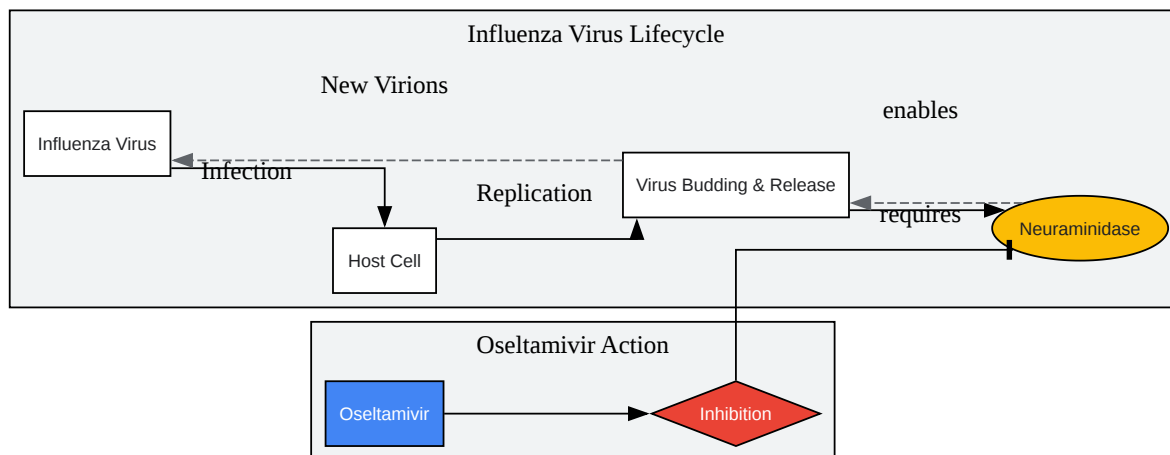 Influenza Virus Lifecycle
New Virions
enables
Influenza Virus
Infection
Replication
Virus Budding & Release
requires
Neuraminidase
Host Cell
Oseltamivir Action
Oseltamivir
Inhibition